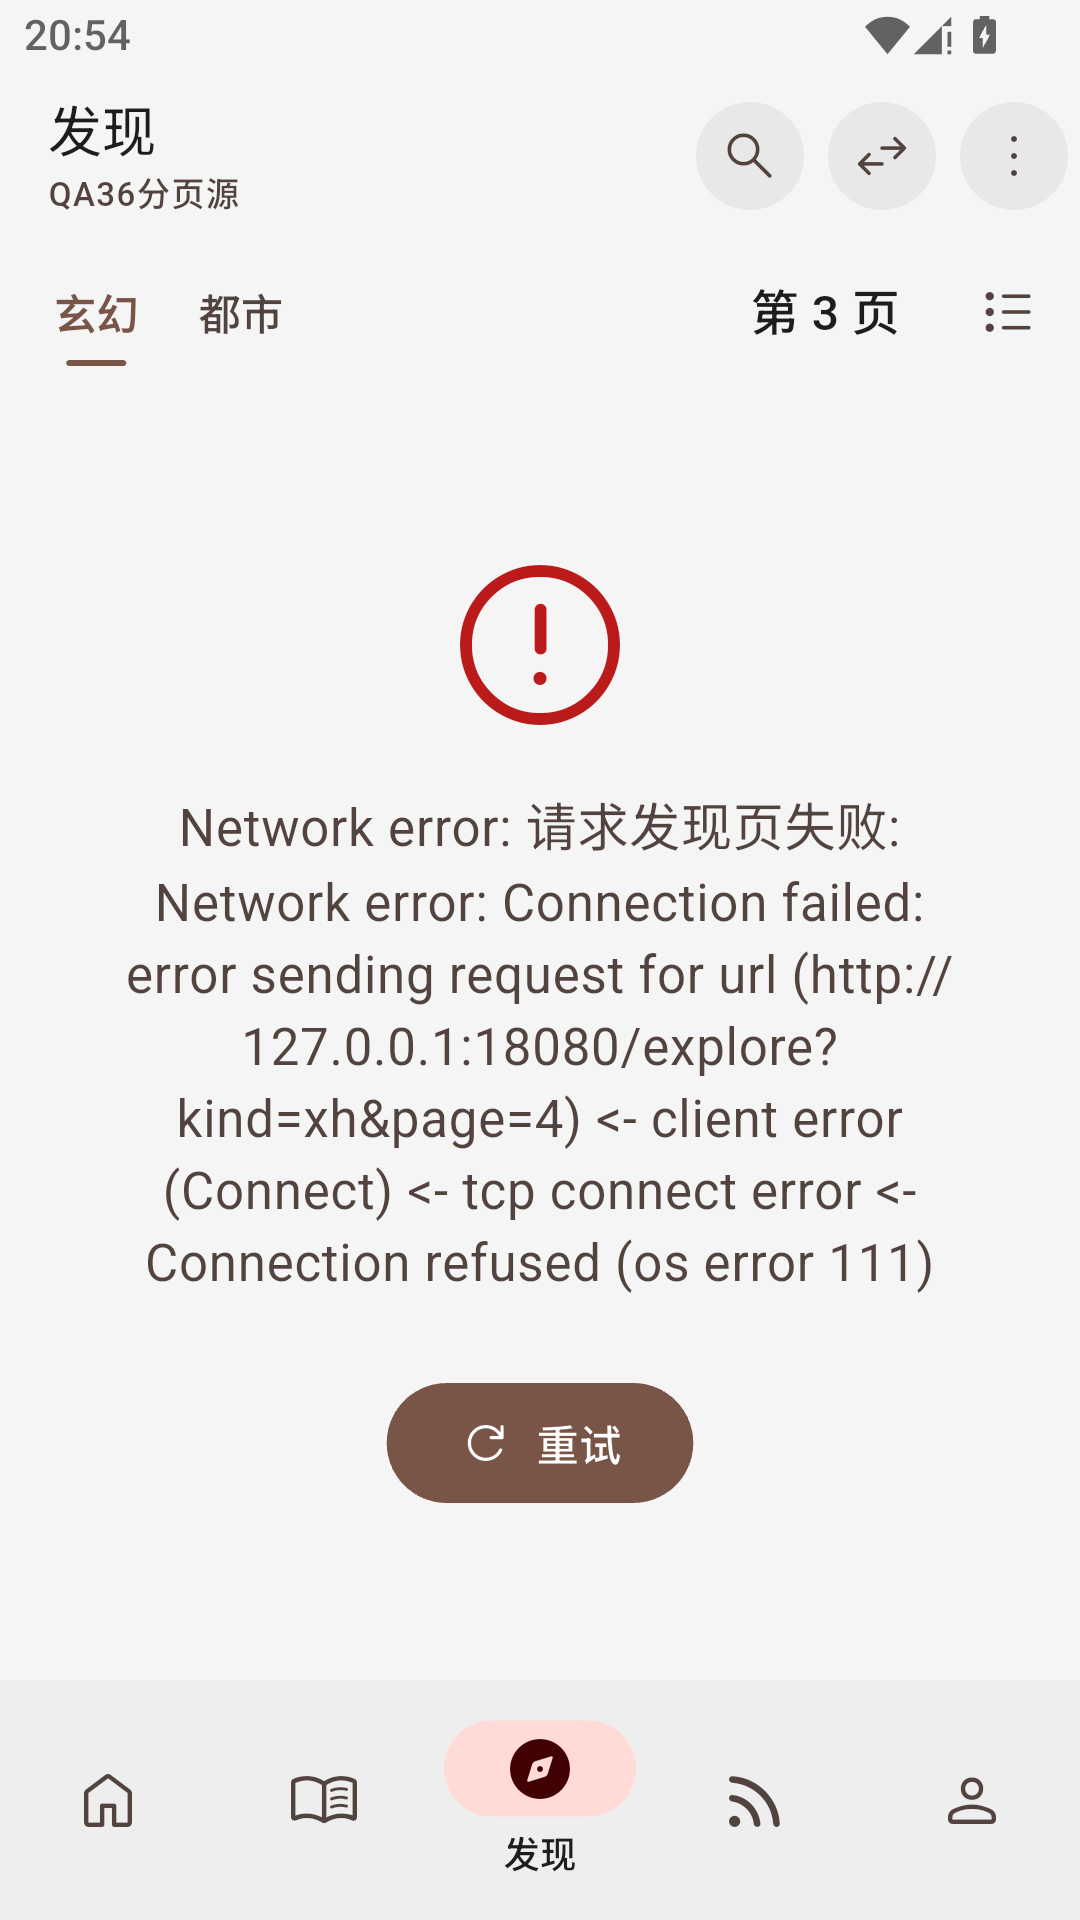 20:54
发现
QA36分页源
玄幻
都市
第 3 页
Network error: 请求发现页失败:
Network error: Connection failed:
error sending request for url (http://
127.0.0.1:18080/explore?
kind=xh&page=4) <- client error
(Connect) <- tcp connect error <-
Connection refused (os error 111)
重试
发现